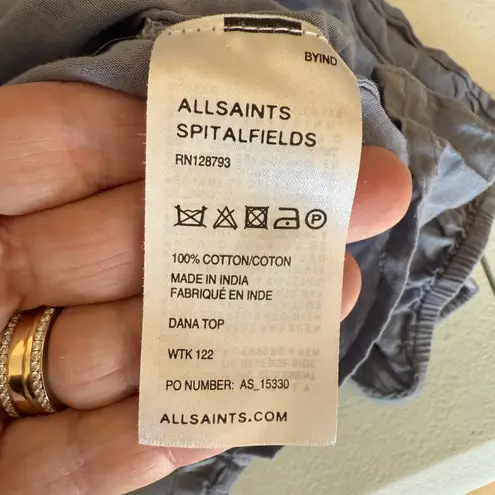 BYIND
ALLSAINTS
SPITALFIELDS
RN128793
P
100% COTTON/COTON
MADE IN INDIA
FABRIQUÉ EN INDE
DANA TOP
WTK 122
PO NUMBER: AS_15330
ALLSAINTS.COM